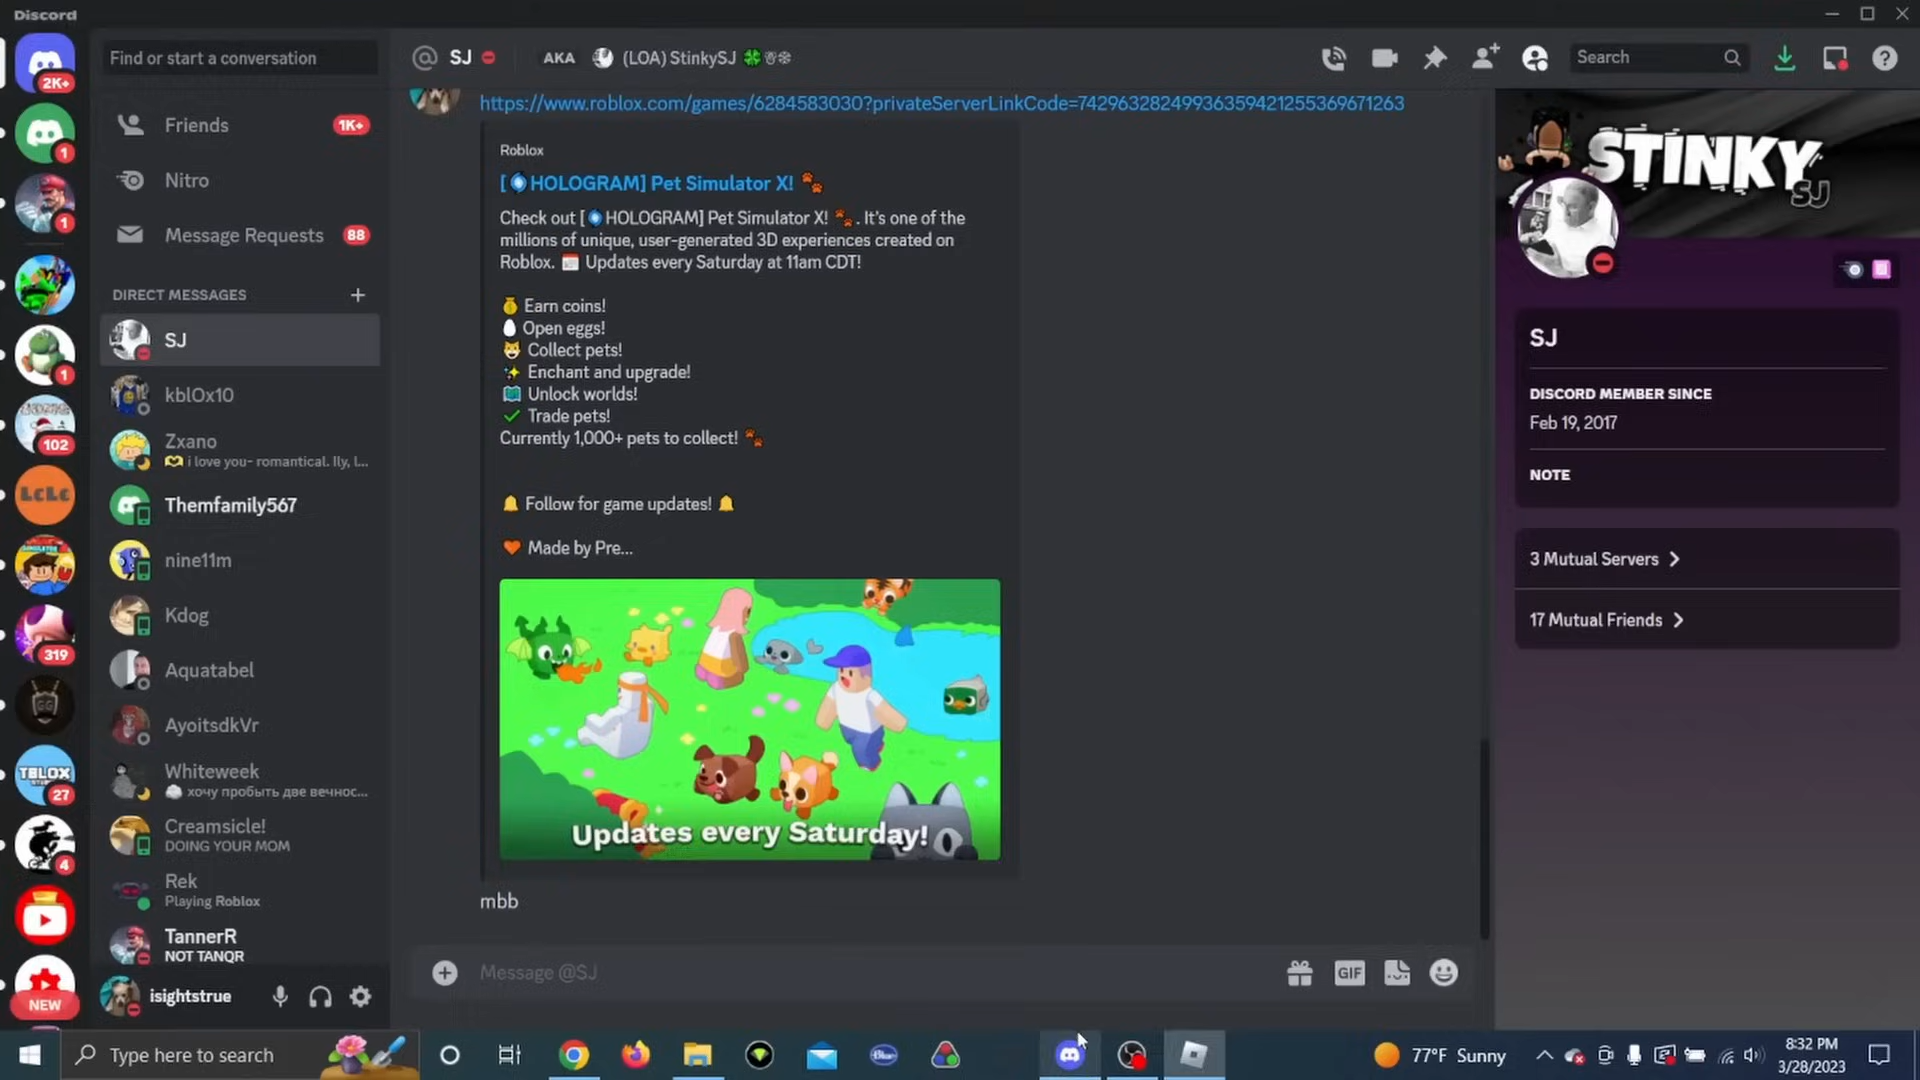 Discord
Find or start a conversation
@ SJ AKA (LOA) StinkySJ
Search
2K+
1
1
1
102
LCLC
319
TBLOX
27
4
NEW
Friends 1K+
Nitro
Message Requests 88
DIRECT MESSAGES +
SJ
kblOx10
Zxano
i love you- romantical. Ily, l...
Themfamily567
nine11m
Kdog
Aquatabel
AyoitsdkVr
Whiteweek
хочу пробыть две вечнос...
Creamsicle!
DOING YOUR MOM
Rek
Playing Roblox
TannerR
NOT TANQR
isightstrue
https://www.roblox.com/games/6284583030?privateServerLinkCode=74296328249936359421255369671263
Roblox
[🌀HOLOGRAM] Pet Simulator X! 🐾
Check out [🌀HOLOGRAM] Pet Simulator X! 🐾. It's one of the
millions of unique, user-generated 3D experiences created on
Roblox. 🗓️ Updates every Saturday at 11am CDT!
💰 Earn coins!
🥚 Open eggs!
😺 Collect pets!
✨ Enchant and upgrade!
🗺️ Unlock worlds!
✔️ Trade pets!
Currently 1,000+ pets to collect! 🐾
🔔 Follow for game updates! 🔔
🧡 Made by Pre...
Updates every Saturday!
mbb
Message @SJ
GIF
STINKY
SJ
SJ
DISCORD MEMBER SINCE
Feb 19, 2017
NOTE
3 Mutual Servers
17 Mutual Friends
Type here to search
Blue
77°F Sunny
8:32 PM
3/28/2023